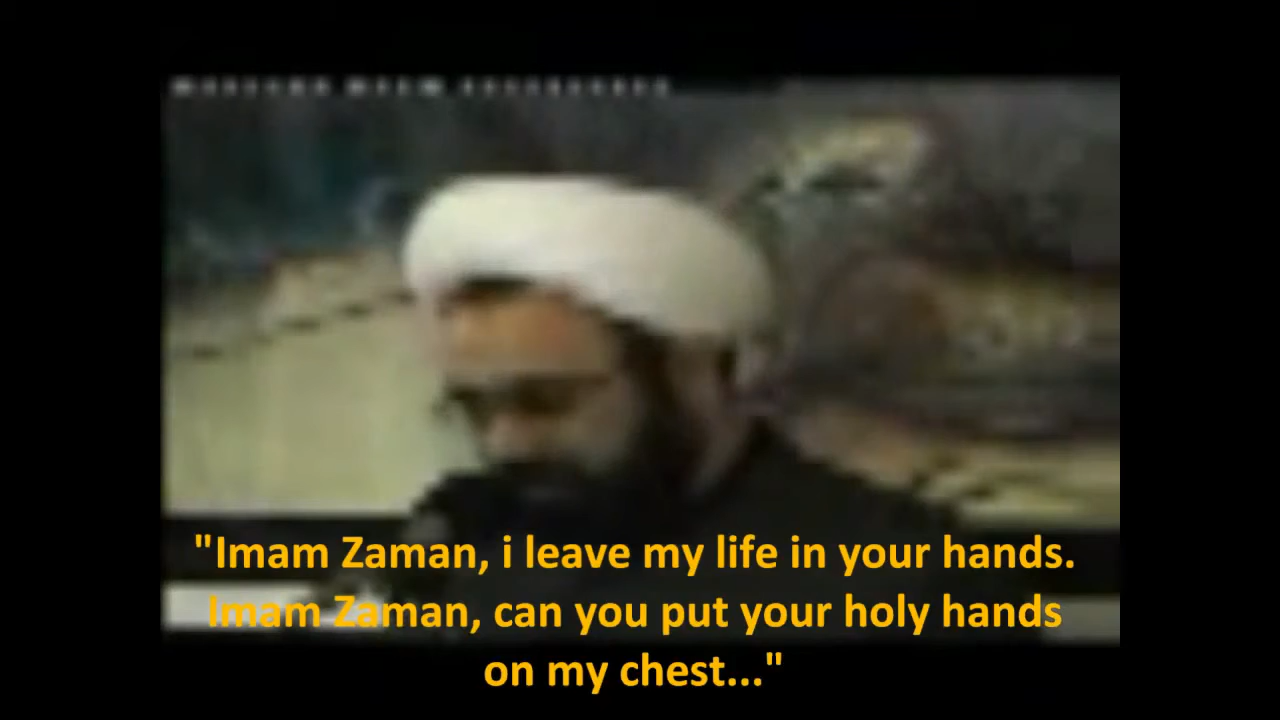 "Imam Zaman, i leave my life in your hands.
Imam Zaman, can you put your holy hands
on my chest..."